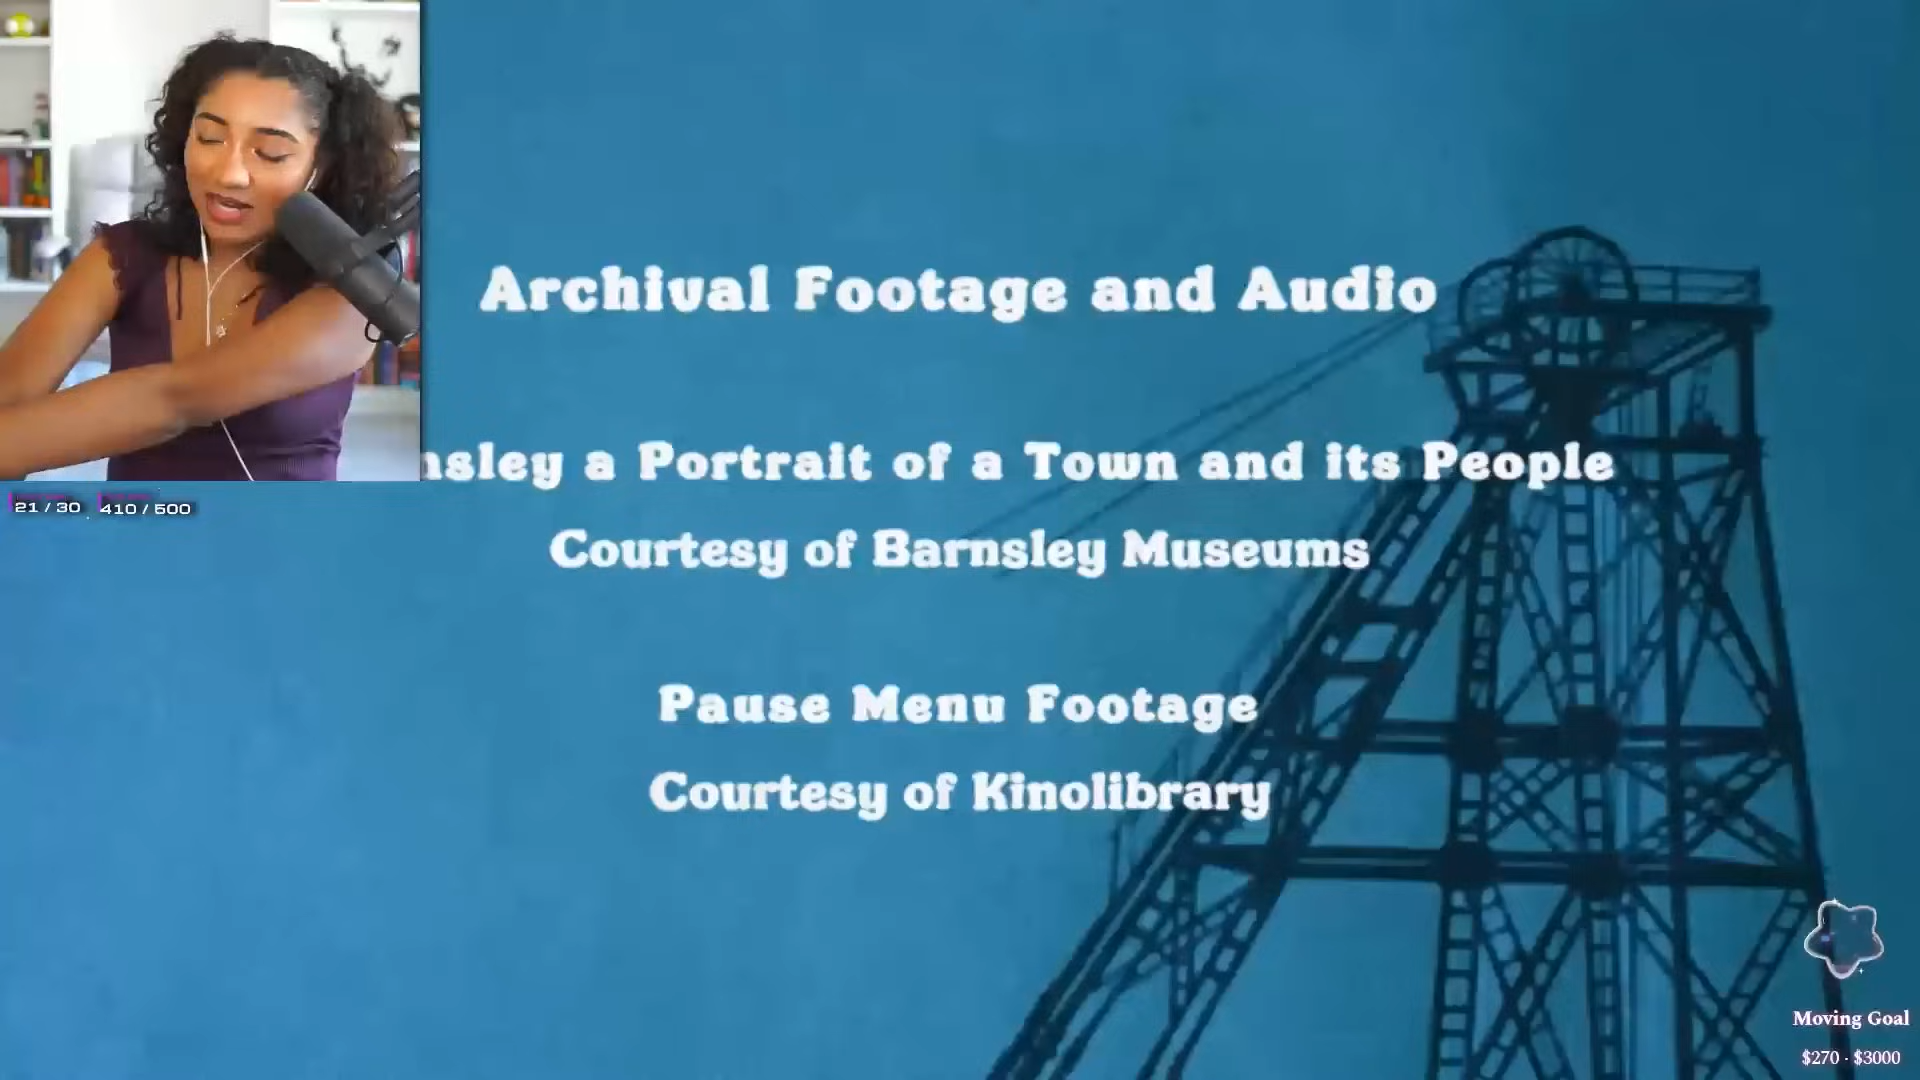 Archival Footage and Audio
nsley a Portrait of a Town and its People
Courtesy of Barnsley Museums
Pause Menu Footage
Courtesy of Kinolibrary
21 / 30 410 / 500
Moving Goal
$270 - $3000